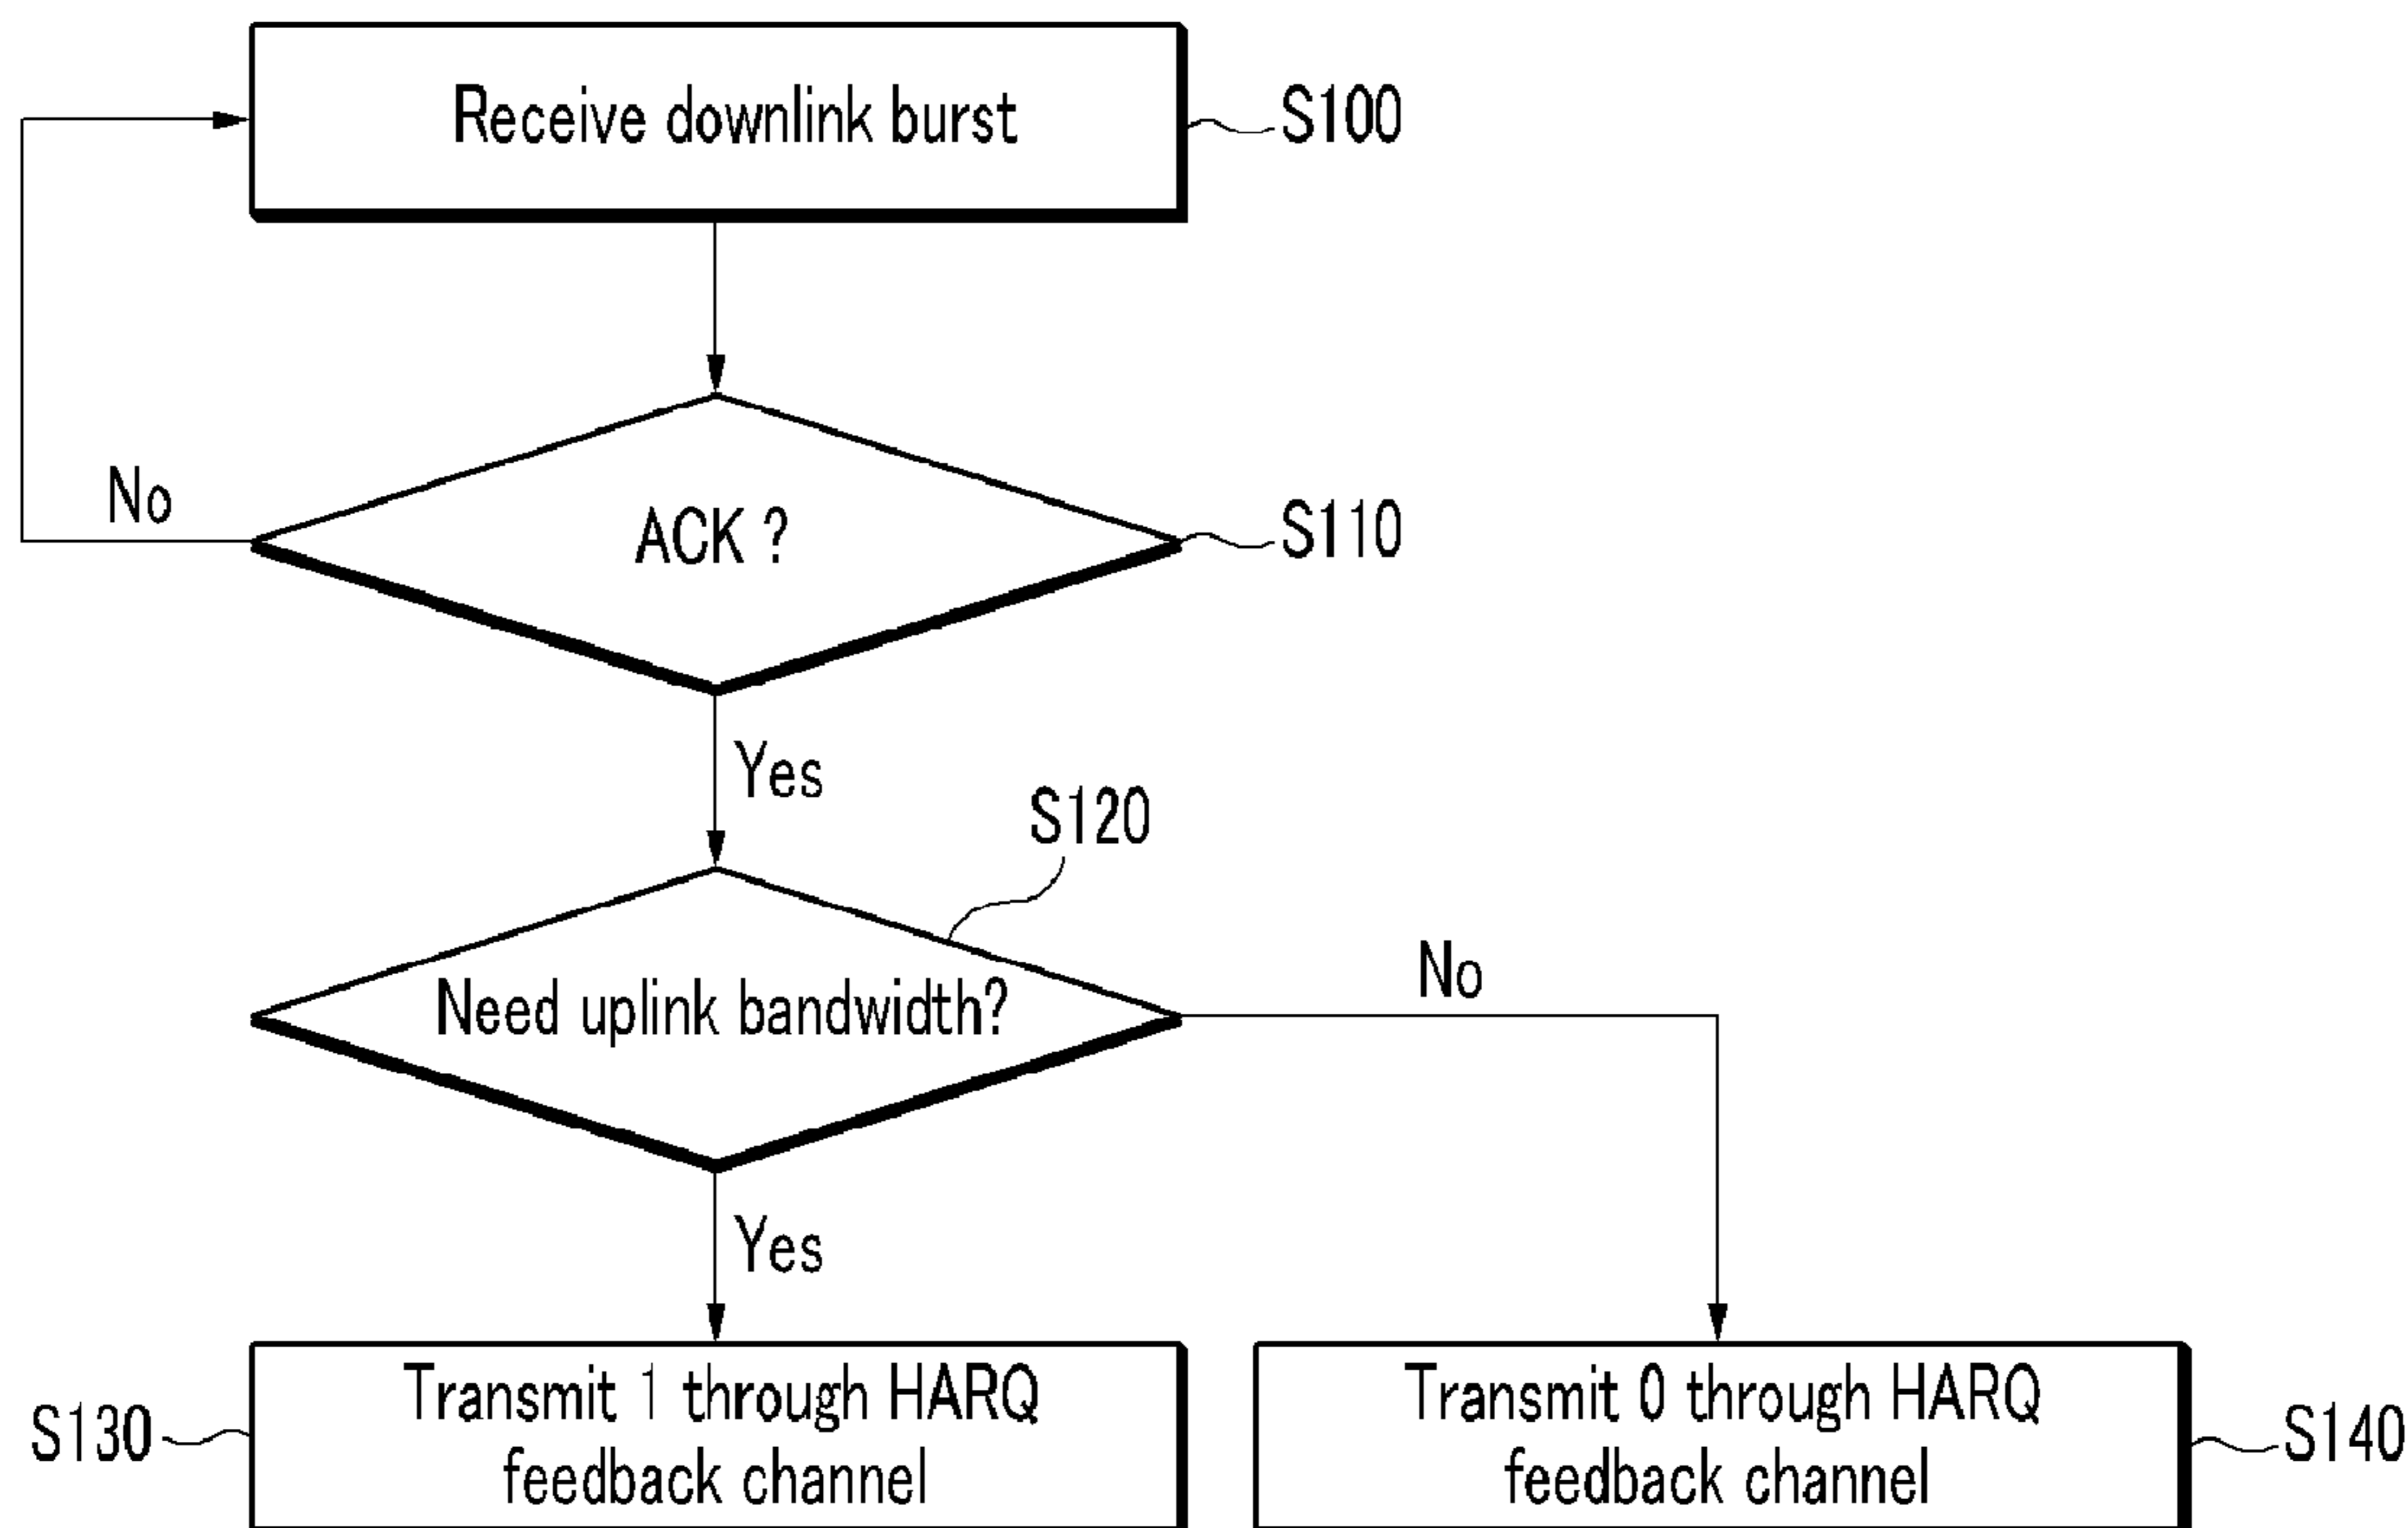 Receive downlink burst
S100
No
ACK ?
S110
Yes
S120
Need uplink bandwidth?
No
Yes
S130
Transmit 1 through HARQ
feedback channel
Transmit 0 through HARQ
feedback channel
S140